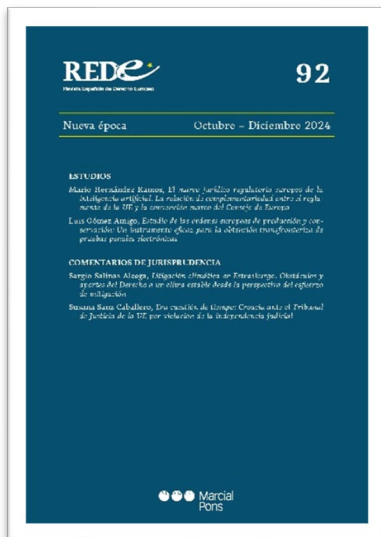 REDE
Revista Española de Derecho Europeo
92
Nueva época
Octubre – Diciembre 2024
ESTUDIOS
Mario Hernández Ramos, El marco jurídico regulatorio europeo de la
inteligencia artificial. La relación de complementariedad entre el regla-
mento de la UE y la convención marco del Consejo de Europa
Luis Gómez Amigo, Estudio de las órdenes europeas de producción y con-
servación: Un instrumento eficaz para la obtención transfronteriza de
pruebas penales electrónicas
COMENTARIOS DE JURISPRUDENCIA
Sergio Salinas Alcega, Litigación climática en Estrasburgo. Obstáculos y
aportes del Derecho a un clima estable desde la perspectiva del esfuerzo
de mitigación
Susana Sanz Caballero, Era cuestión de tiempo: Croacia ante el Tribunal
de Justicia de la UE por violación de la independencia judicial
Marcial
Pons